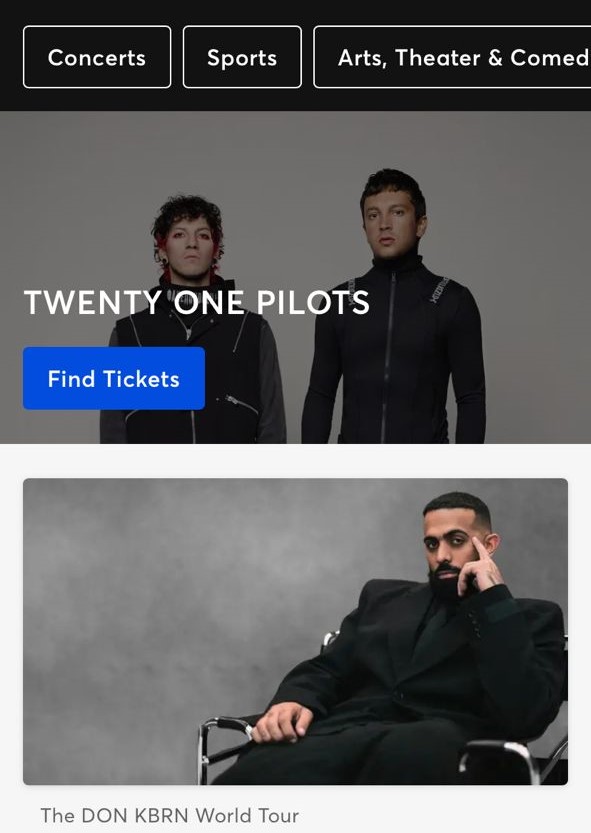 Concerts
Sports
Arts, Theater & Comed
TWENTY ONE PILOTS
Find Tickets
The DON KBRN World Tour